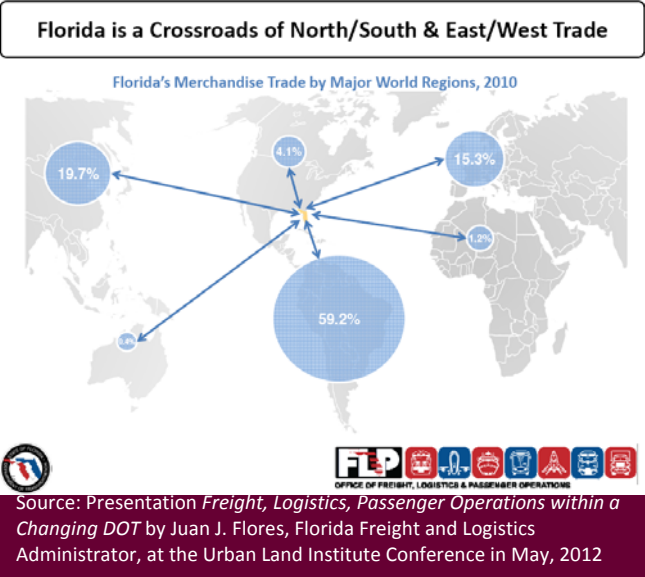 Florida is a Crossroads of North/South & East/West Trade
Florida's Merchandise Trade by Major World Regions, 2010
4.1%
15.3%
19.7%
1.2%
59.2%
FLP
OFFICE OF FREIGHT, LOGISTICS & PASSENGER OPERATIONS
Source: Presentation Freight, Logistics, Passenger Operations within a
Changing DOT by Juan J. Flores, Florida Freight and Logistics
Administrator, at the Urban Land Institute Conference in May, 2012